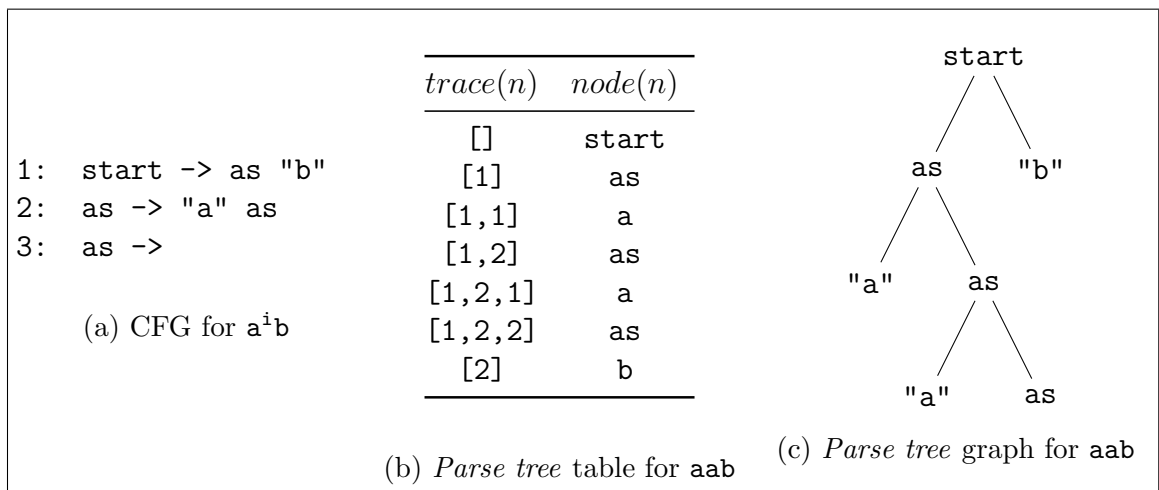 1: start -> as "b"
2: as -> "a" as
3: as ->
(a) CFG for aⁱb
trace(n) node(n)
[] start
[1] as
[1,1] a
[1,2] as
[1,2,1] a
[1,2,2] as
[2] b
(b) Parse tree table for aab
start
as "b"
"a" as
"a" as
(c) Parse tree graph for aab